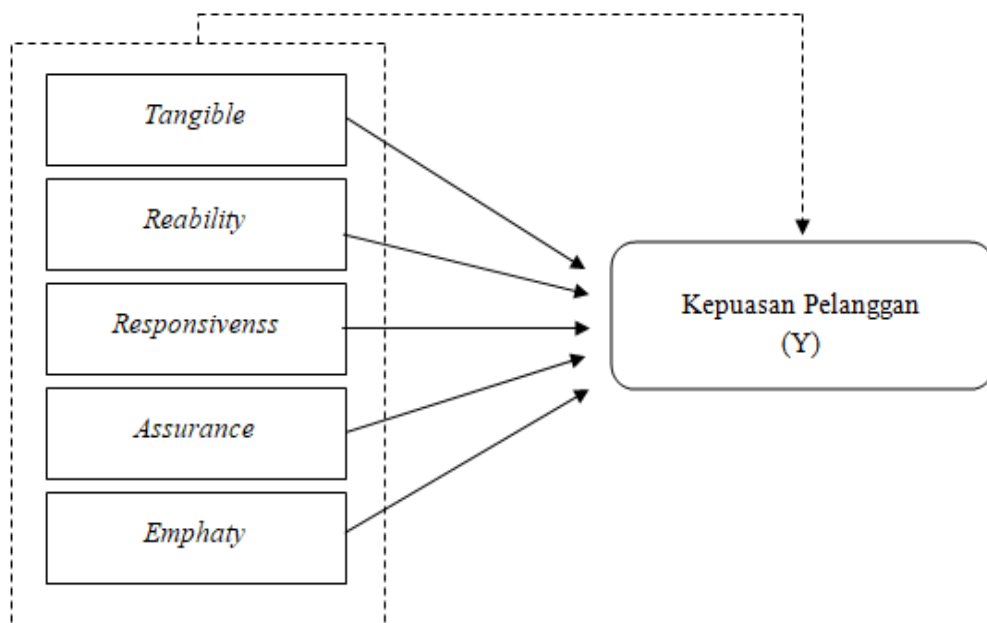 Tangible
Reability
Responsivenss
Assurance
Emphaty
Kepuasan Pelanggan
(Y)